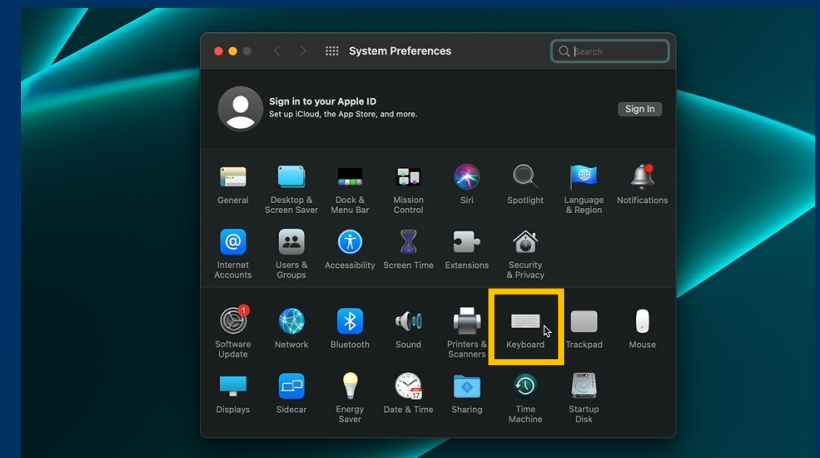 System Preferences
Search
Sign in to your Apple ID
Set up iCloud, the App Store, and more.
Sign In
General
Desktop &
Screen Saver
Dock &
Menu Bar
Mission
Control
Siri
Spotlight
Language
& Region
Notifications
Internet
Accounts
Users &
Groups
Accessibility
Screen Time
Extensions
Security
& Privacy
1
Software
Update
Network
Bluetooth
Sound
Printers &
Scanners
Keyboard
Trackpad
Mouse
Displays
Sidecar
Energy
Saver
17
Date & Time
Sharing
Time
Machine
Startup
Disk